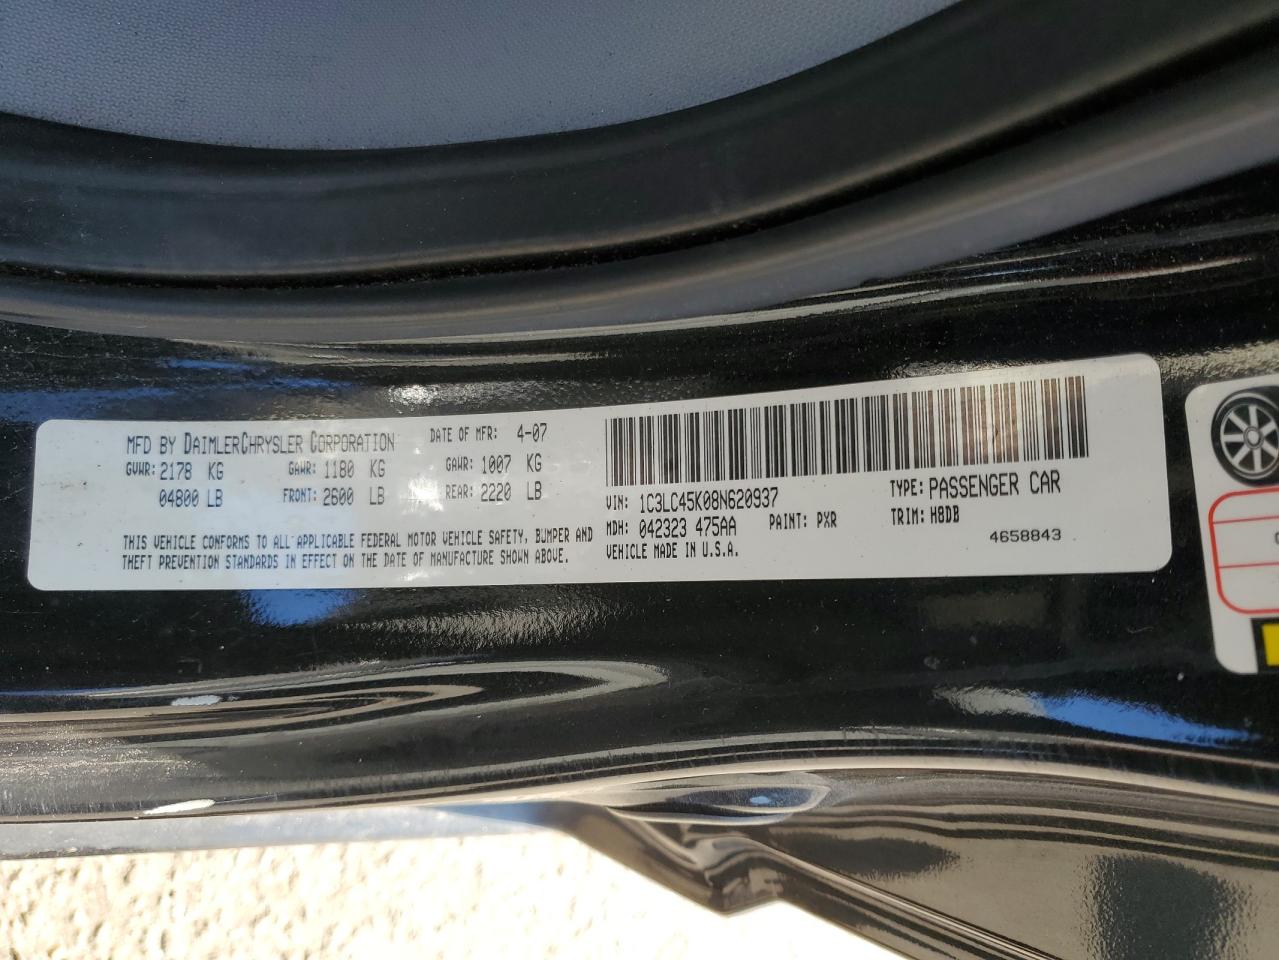 MFD BY DAIMLERCHRYSLER CORPORATION DATE OF MFR: 4-07
GVWR: 2178 KG GAWR: 1180 KG GAWR: 1007 KG
04800 LB FRONT: 2600 LB REAR: 2220 LB
THIS VEHICLE CONFORMS TO ALL APPLICABLE FEDERAL MOTOR VEHICLE SAFETY, BUMPER AND
THEFT PREVENTION STANDARDS IN EFFECT ON THE DATE OF MANUFACTURE SHOWN ABOVE.
VIN: 1C3LC45K08N620937 TYPE: PASSENGER CAR
MDH: 042323 475AA PAINT: PXR TRIM: H8DB
VEHICLE MADE IN U.S.A. 4658843